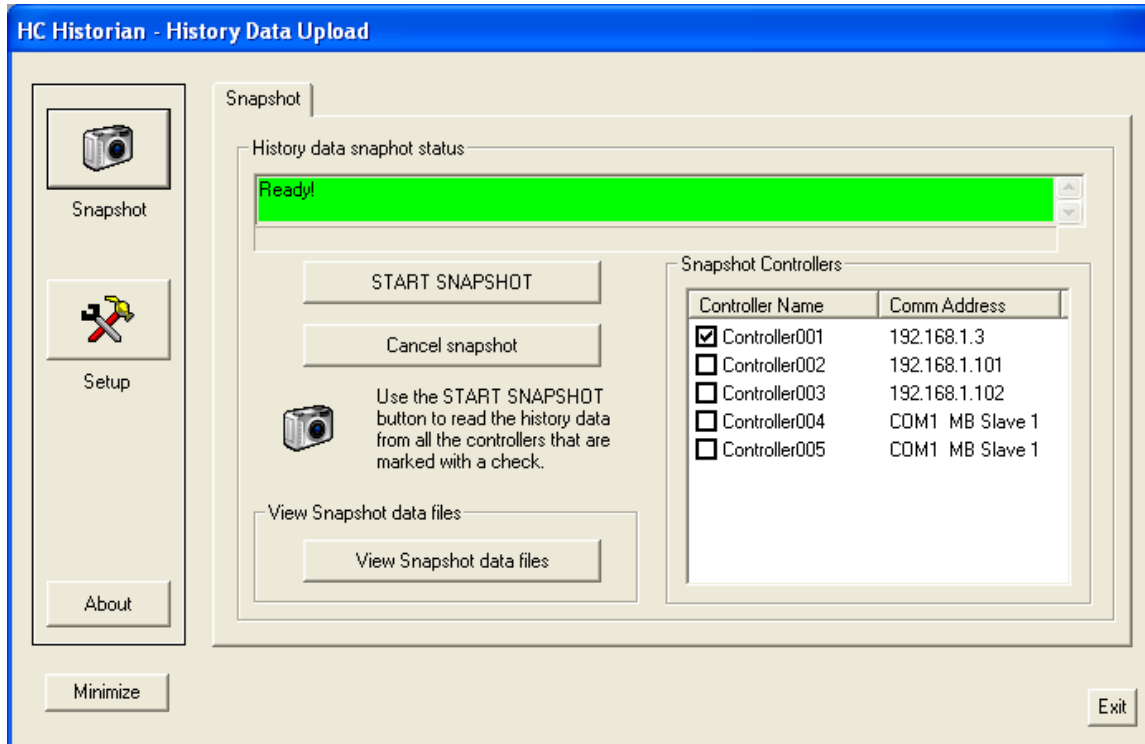 HC Historian - History Data Upload
Snapshot
Snapshot
History data snaphot status
Ready!
START SNAPSHOT
Cancel snapshot
Use the START SNAPSHOT
button to read the history data
from all the controllers that are
marked with a check.
Snapshot Controllers
Controller Name Comm Address
Controller001 192.168.1.3
Controller002 192.168.1.101
Controller003 192.168.1.102
Controller004 COM1 MB Slave 1
Controller005 COM1 MB Slave 1
Setup
View Snapshot data files
View Snapshot data files
About
Minimize
Exit